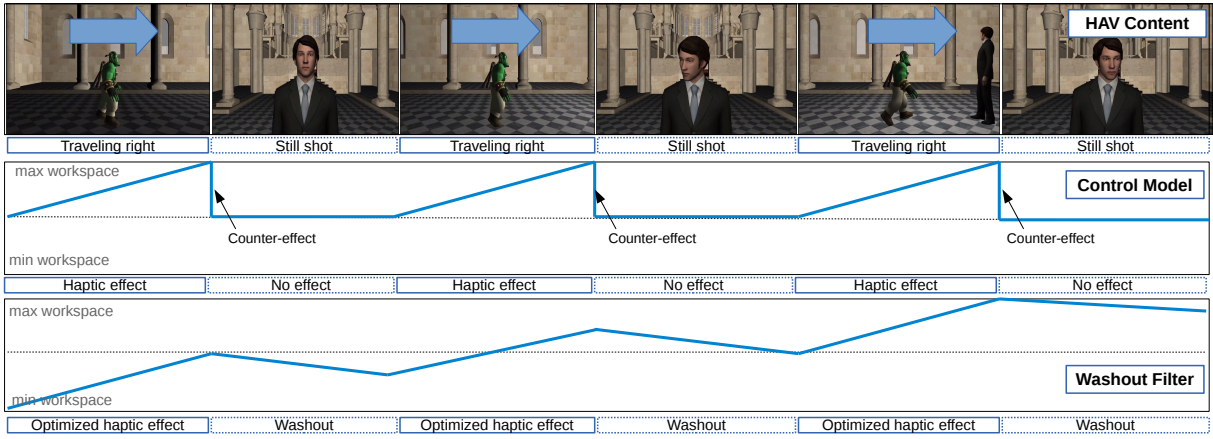 HAV Content
Traveling right
Still shot
Traveling right
Still shot
Traveling right
Still shot
max workspace
Control Model
Counter-effect
Counter-effect
Counter-effect
min workspace
Haptic effect
No effect
Haptic effect
No effect
Haptic effect
No effect
max workspace
Washout Filter
min workspace
Optimized haptic effect
Washout
Optimized haptic effect
Washout
Optimized haptic effect
Washout